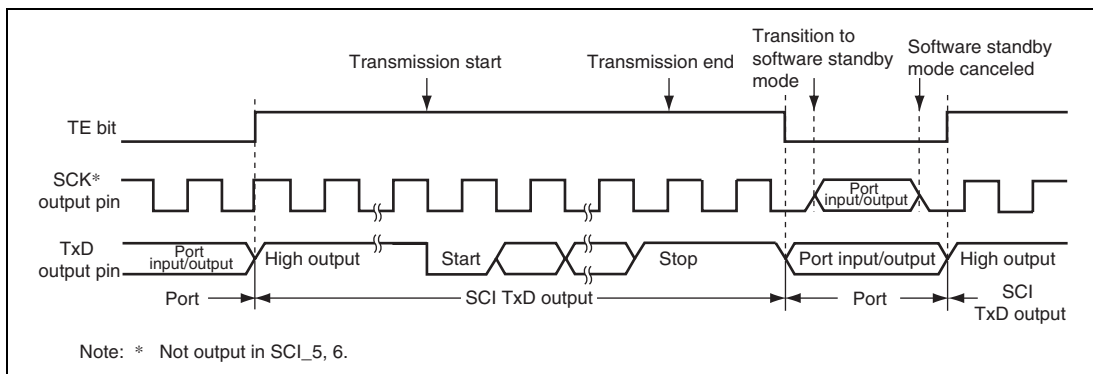 Transmission start
Transmission end
Transition to
software standby
mode
Software standby
mode canceled
TE bit
SCK*
output pin
Port
input/output
TxD
output pin
Port
input/output
High output
Start
Stop
Port input/output
High output
Port
SCI TxD output
Port
SCI
TxD output
Note: * Not output in SCI_5, 6.